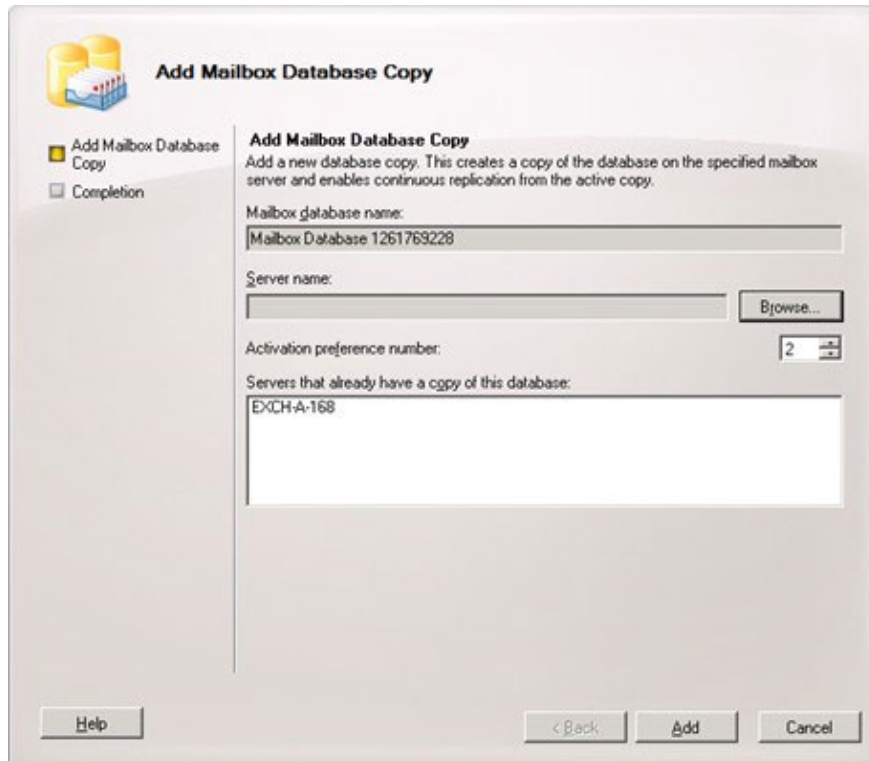 Add Mailbox Database Copy
Add Mailbox Database
Copy
Completion
Add Mailbox Database Copy
Add a new database copy. This creates a copy of the database on the specified mailbox
server and enables continuous replication from the active copy.
Mailbox database name:
Mailbox Database 1261769228
Server name:
Browse...
Activation preference number:
2
Servers that already have a copy of this database:
EXCH-A-168
Help
< Back
Add
Cancel